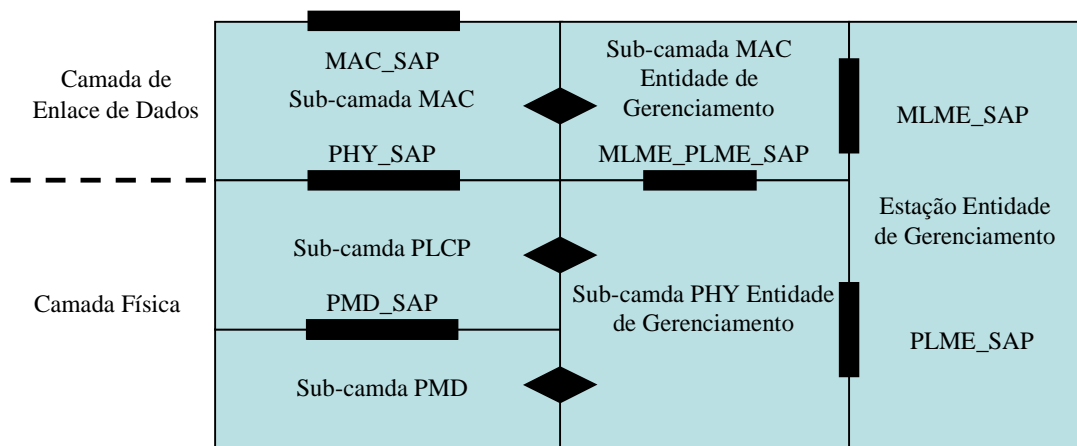 Camada de
Enlace de Dados
MAC_SAP
Sub-camada MAC
PHY_SAP
Sub-camada MAC
Entidade de
Gerenciamento
MLME_PLME_SAP
MLME_SAP
Estação Entidade
de Gerenciamento
Camada Física
Sub-camda PLCP
PMD_SAP
Sub-camda PMD
Sub-camda PHY Entidade
de Gerenciamento
PLME_SAP